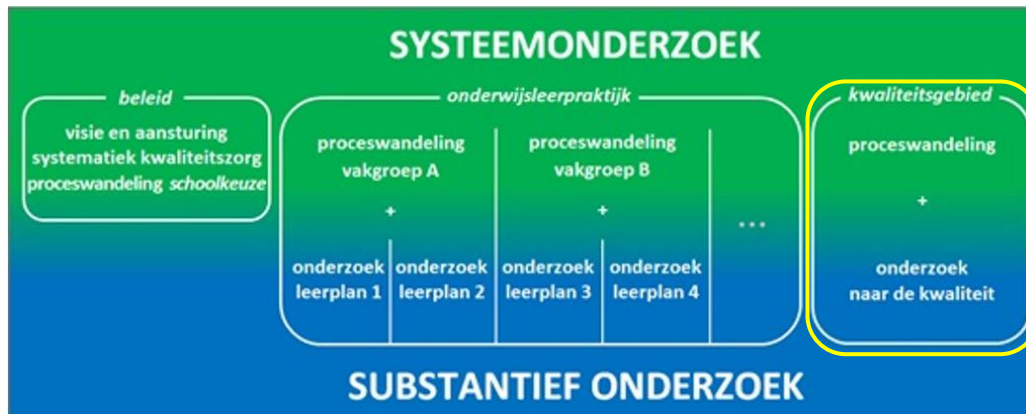 SYSTEEMONDERZOEK
beleid
visie en aansturing
systematiek kwaliteitszorg
proceswandeling schoolkeuze
onderwijsleerpraktijk
proceswandeling
vakgroep A
+
onderzoek
leerplan 1
onderzoek
leerplan 2
proceswandeling
vakgroep B
+
onderzoek
leerplan 3
onderzoek
leerplan 4
...
kwaliteitsgebied
proceswandeling
+
onderzoek
naar de kwaliteit
SUBSTANTIEF ONDERZOEK